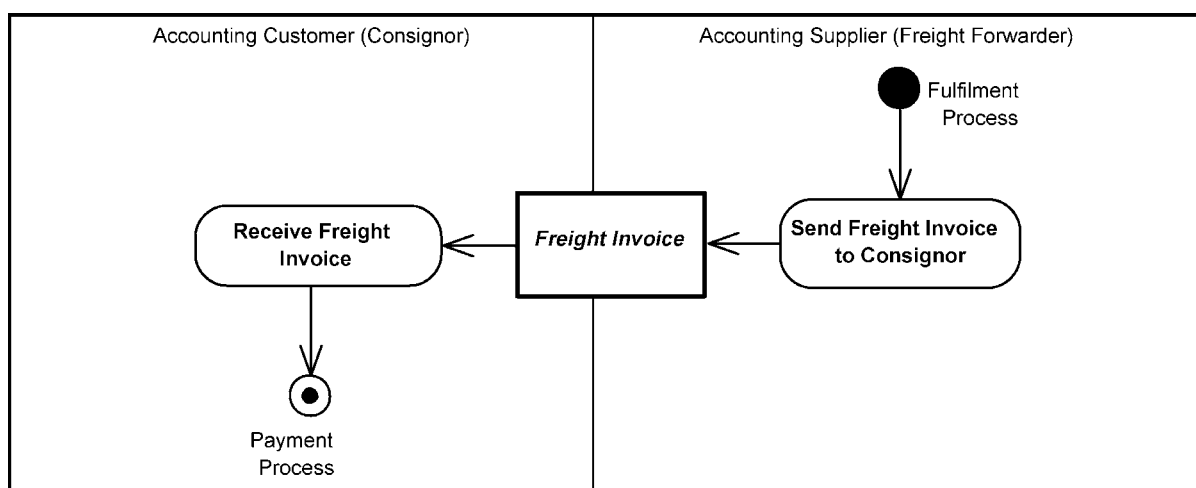 Accounting Customer (Consignor)
Accounting Supplier (Freight Forwarder)
Fulfilment
Process
Receive Freight
Invoice
Freight Invoice
Send Freight Invoice
to Consignor
Payment
Process